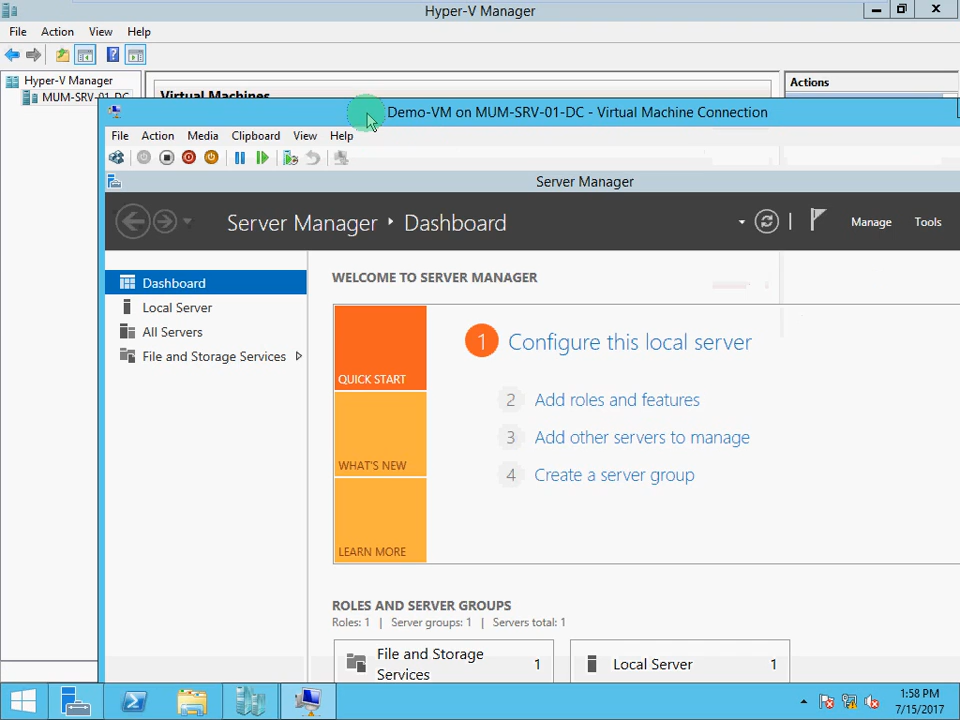 Hyper-V Manager
File Action View Help
Hyper-V Manager
MUM-SRV-01-DC
Virtual Machines
Actions
Demo-VM on MUM-SRV-01-DC - Virtual Machine Connection
File Action Media Clipboard View Help
Server Manager
Server Manager ‣ Dashboard
Manage Tools
Dashboard
Local Server
All Servers
File and Storage Services
WELCOME TO SERVER MANAGER
QUICK START
WHAT'S NEW
LEARN MORE
1 Configure this local server
2 Add roles and features
3 Add other servers to manage
4 Create a server group
ROLES AND SERVER GROUPS
Roles: 1 | Server groups: 1 | Servers total: 1
File and Storage
Services
1
Local Server 1
1:58 PM
7/15/2017